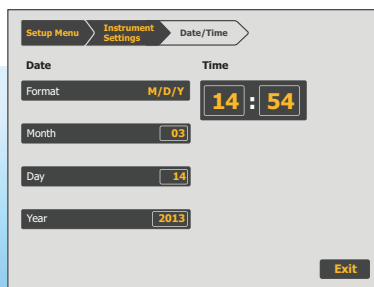 Setup Menu
Instrument
Settings
Date/Time
Date
Time
Format M/D/Y
14 : 54
Month 03
Day 14
Year 2013
Exit